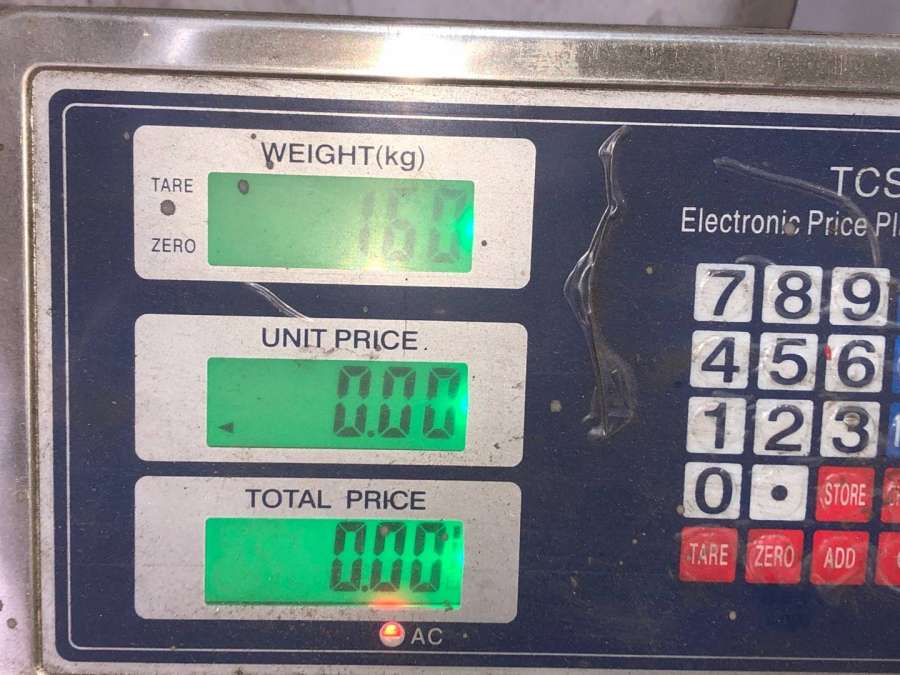 WEIGHT(kg)
TARE
ZERO
160
UNIT PRICE
0.00
TOTAL PRICE
0.00
AC
TCS
Electronic Price
7 8 9
4 5 6
1 2 3
0 . STORE
TARE ZERO ADD